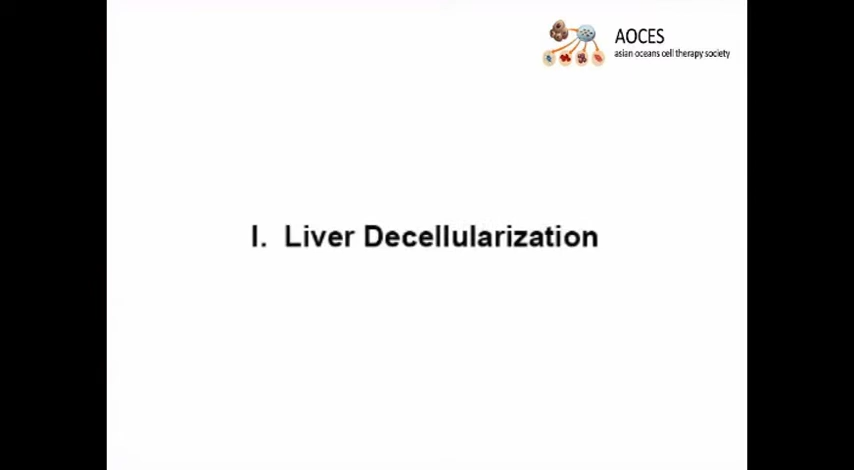 AOCES
asian oceans cell therapy society
I. Liver Decellularization